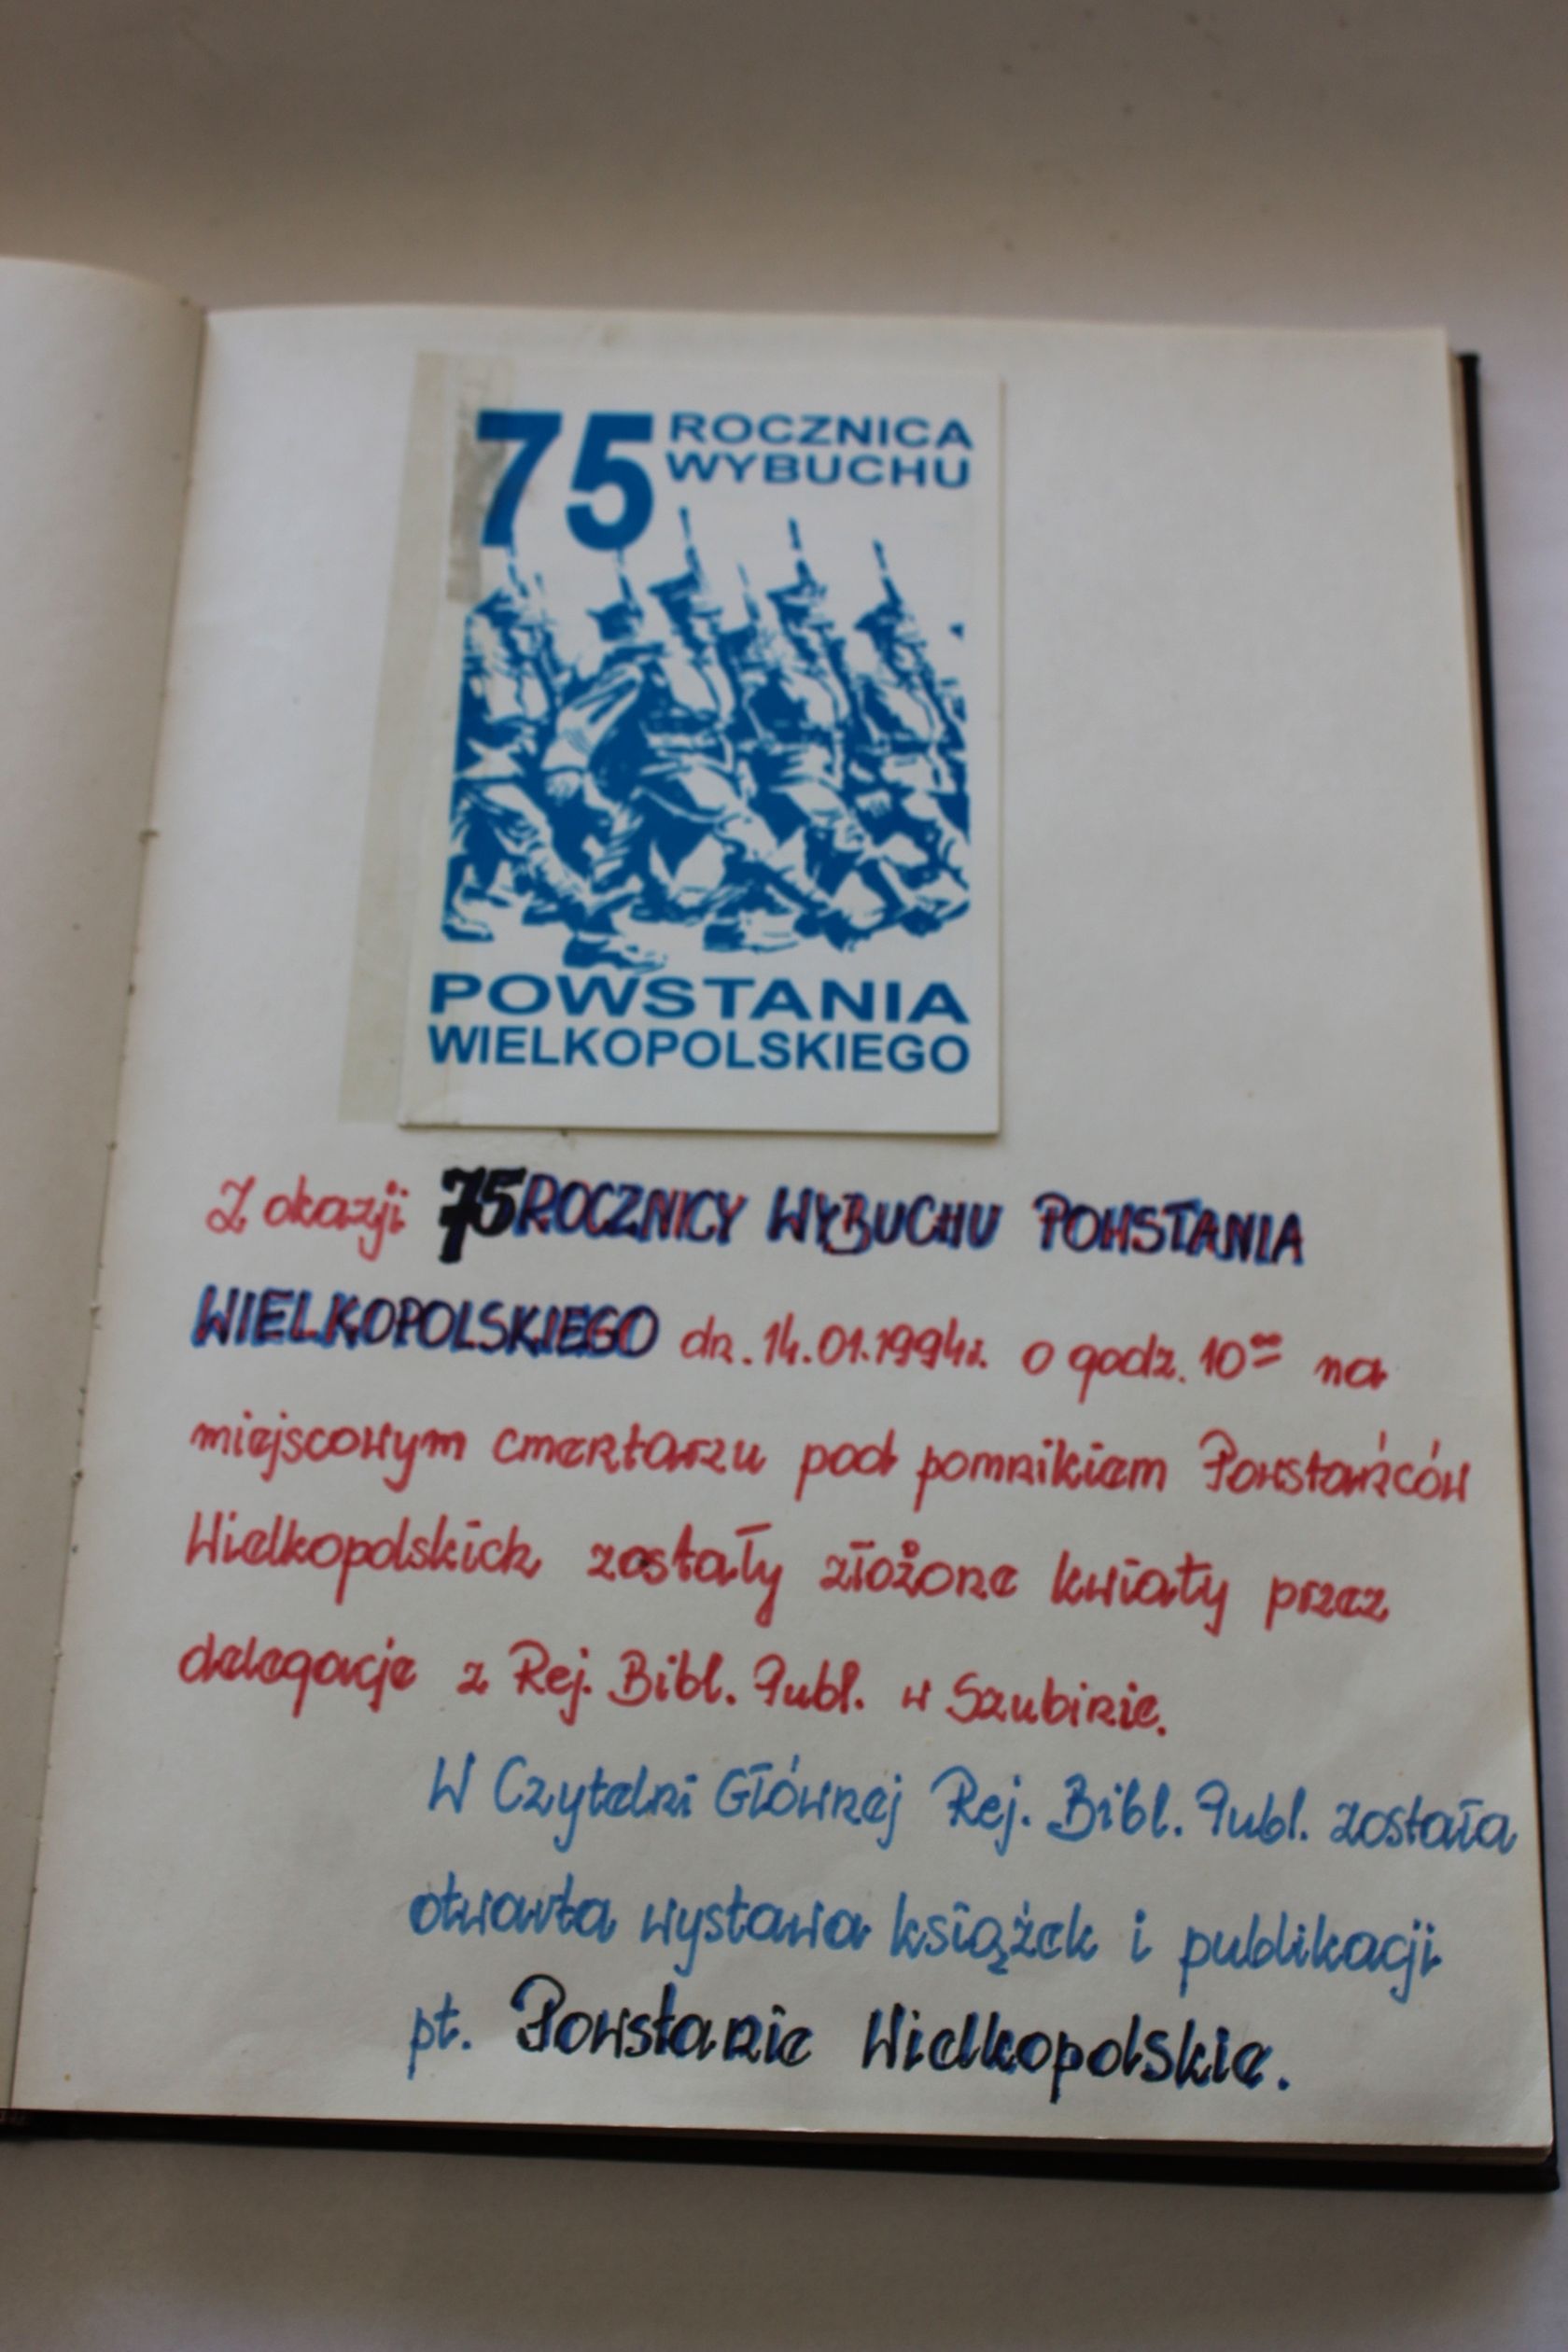 75 ROCZNICA
WYBUCHU
POWSTANIA
WIELKOPOLSKIEGO
Z okazji 75 ROCZNICY WYBUCHU POWSTANIA
WIELKOPOLSKIEGO dn. 14.01.1994r. o godz. 10⁰⁰ na
miejscowym cmentarzu pod pomnikiem Powstańców
Wielkopolskich zostały złożone kwiaty przez
delegacje z Rej. Bibl. Publ. w Szubinie.
W Czytelni Głównej Rej. Bibl. Publ. została
otwarta wystawa książek i publikacji
pt. Powstanie Wielkopolskie.